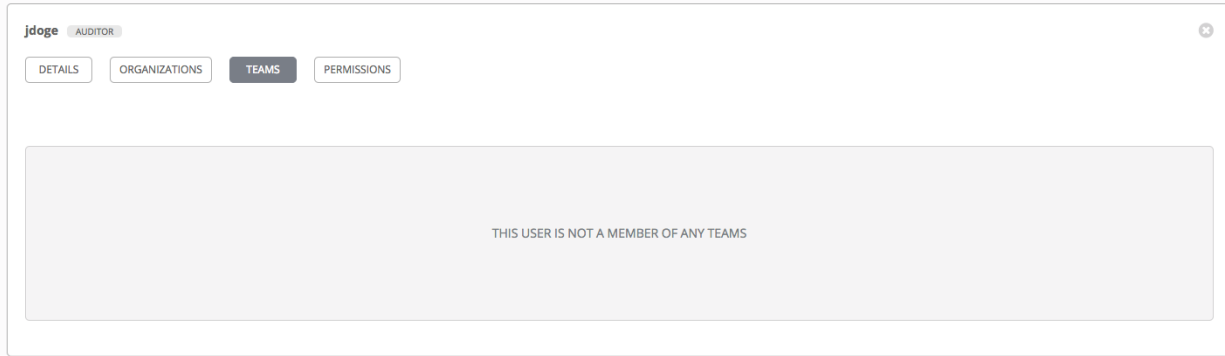 jdoge AUDITOR
DETAILS ORGANIZATIONS TEAMS PERMISSIONS
THIS USER IS NOT A MEMBER OF ANY TEAMS